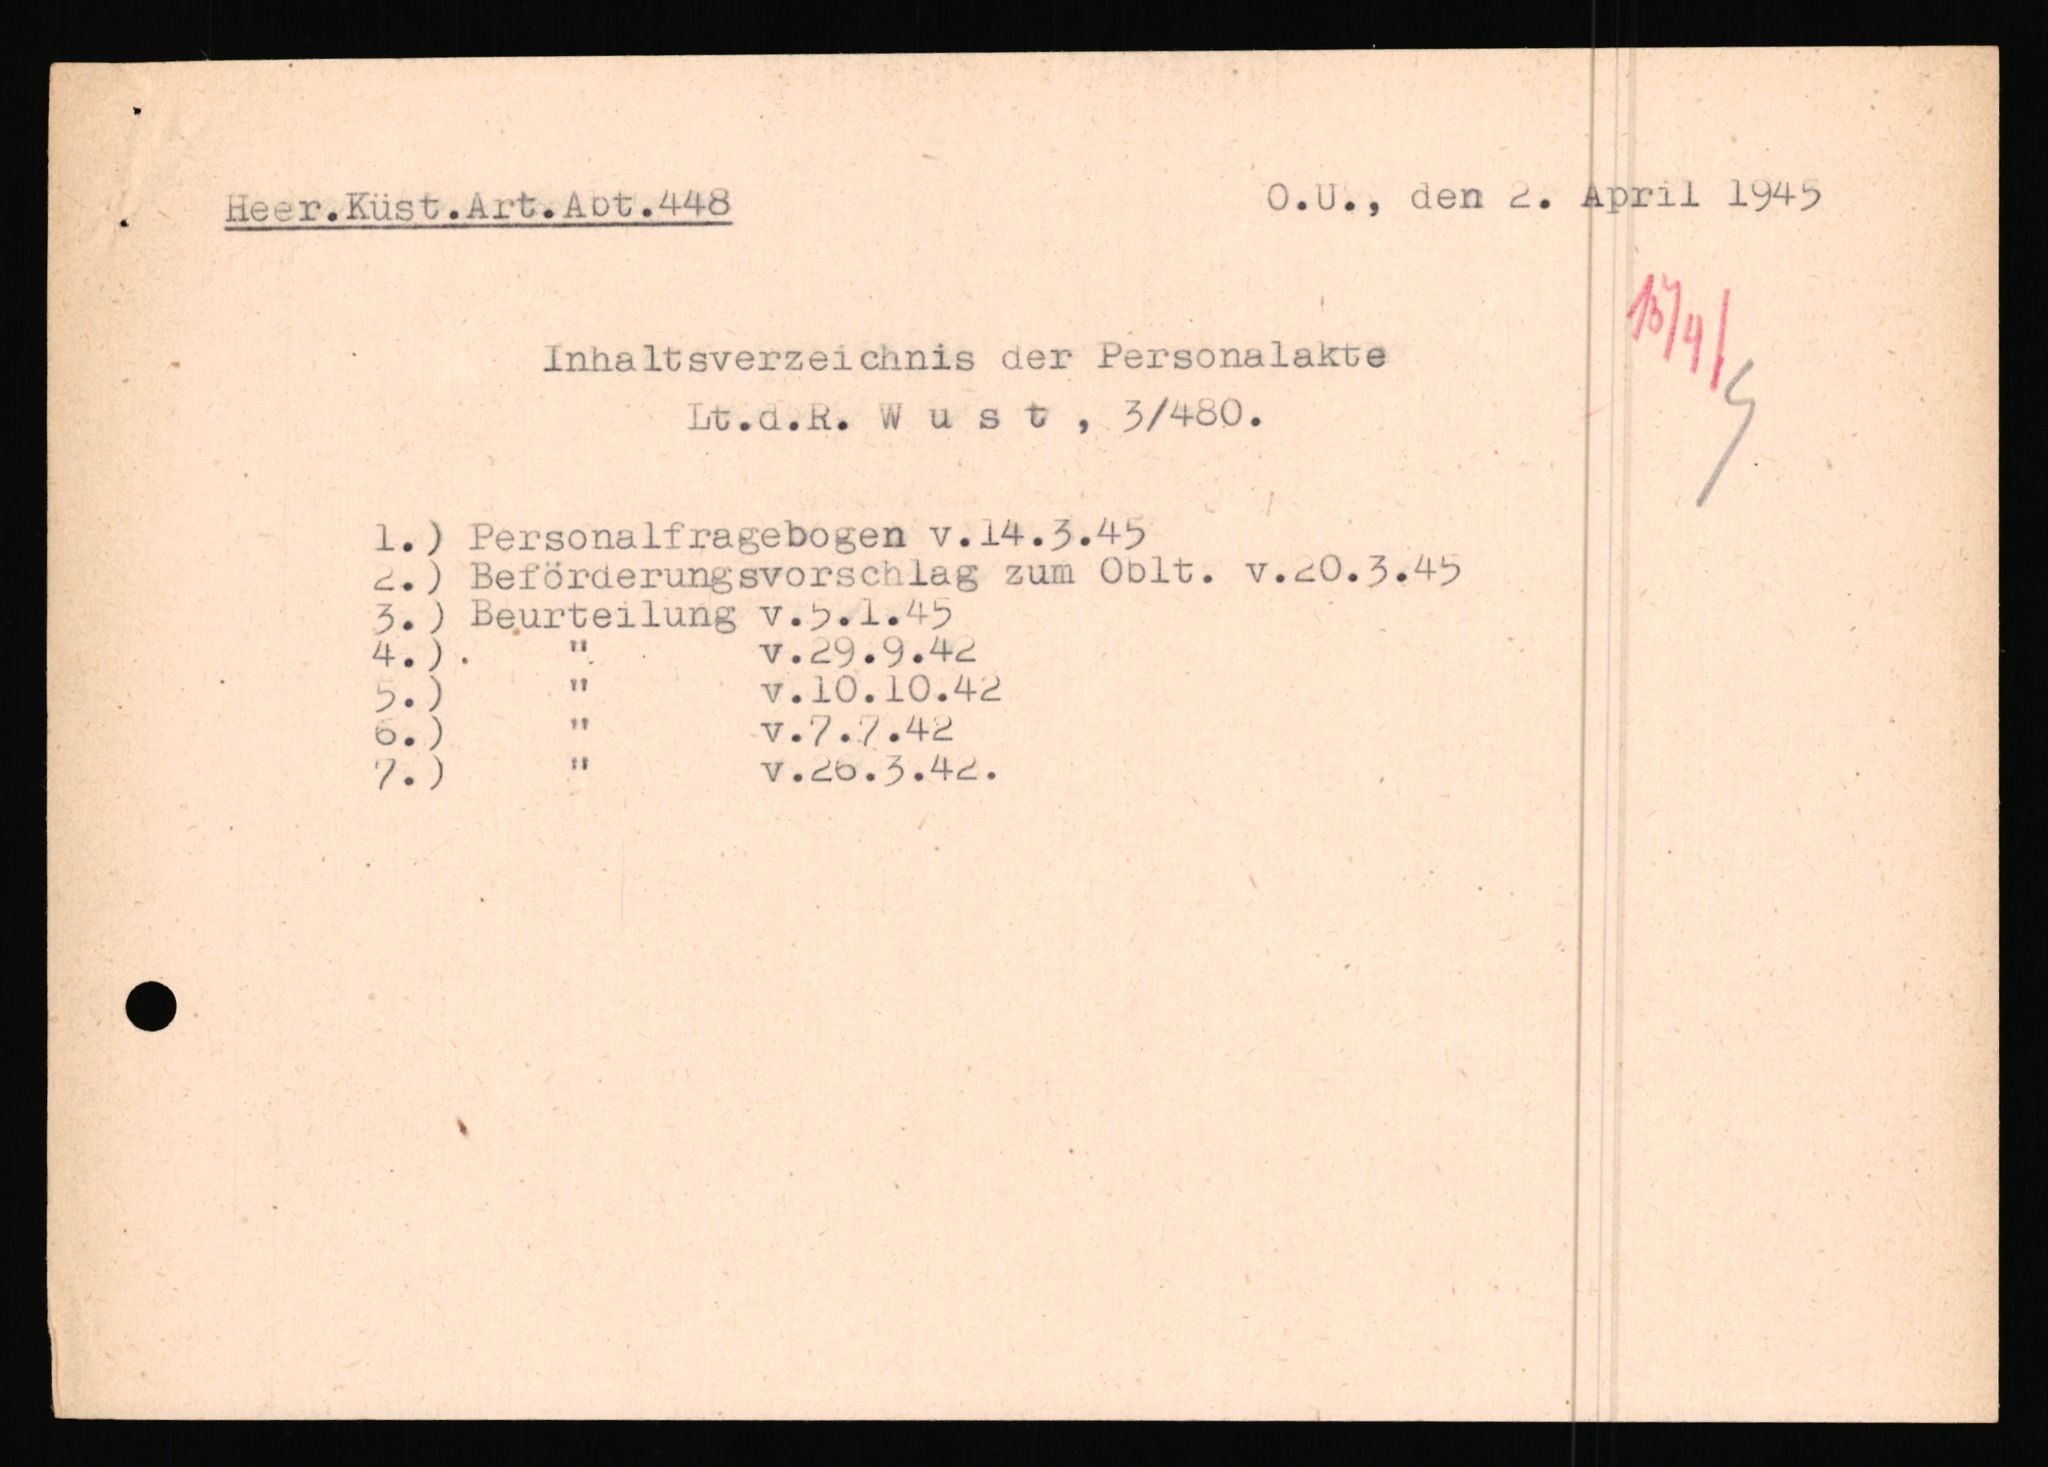 Heer.Küst.Art.Abt.448
O.U., den 2. April 1945
Inhaltsverzeichnis der Personalakte
Lt.d.R. W u s t , 3/480.
1.) Personalfragebogen v.14.3.45
2.) Beförderungsvorschlag zum Oblt. v.20.3.45
3.) Beurteilung v.5.1.45
4.) " v.29.9.42
5.) " v.10.10.42
6.) " v.7.7.42
7.) " v.26.3.42.